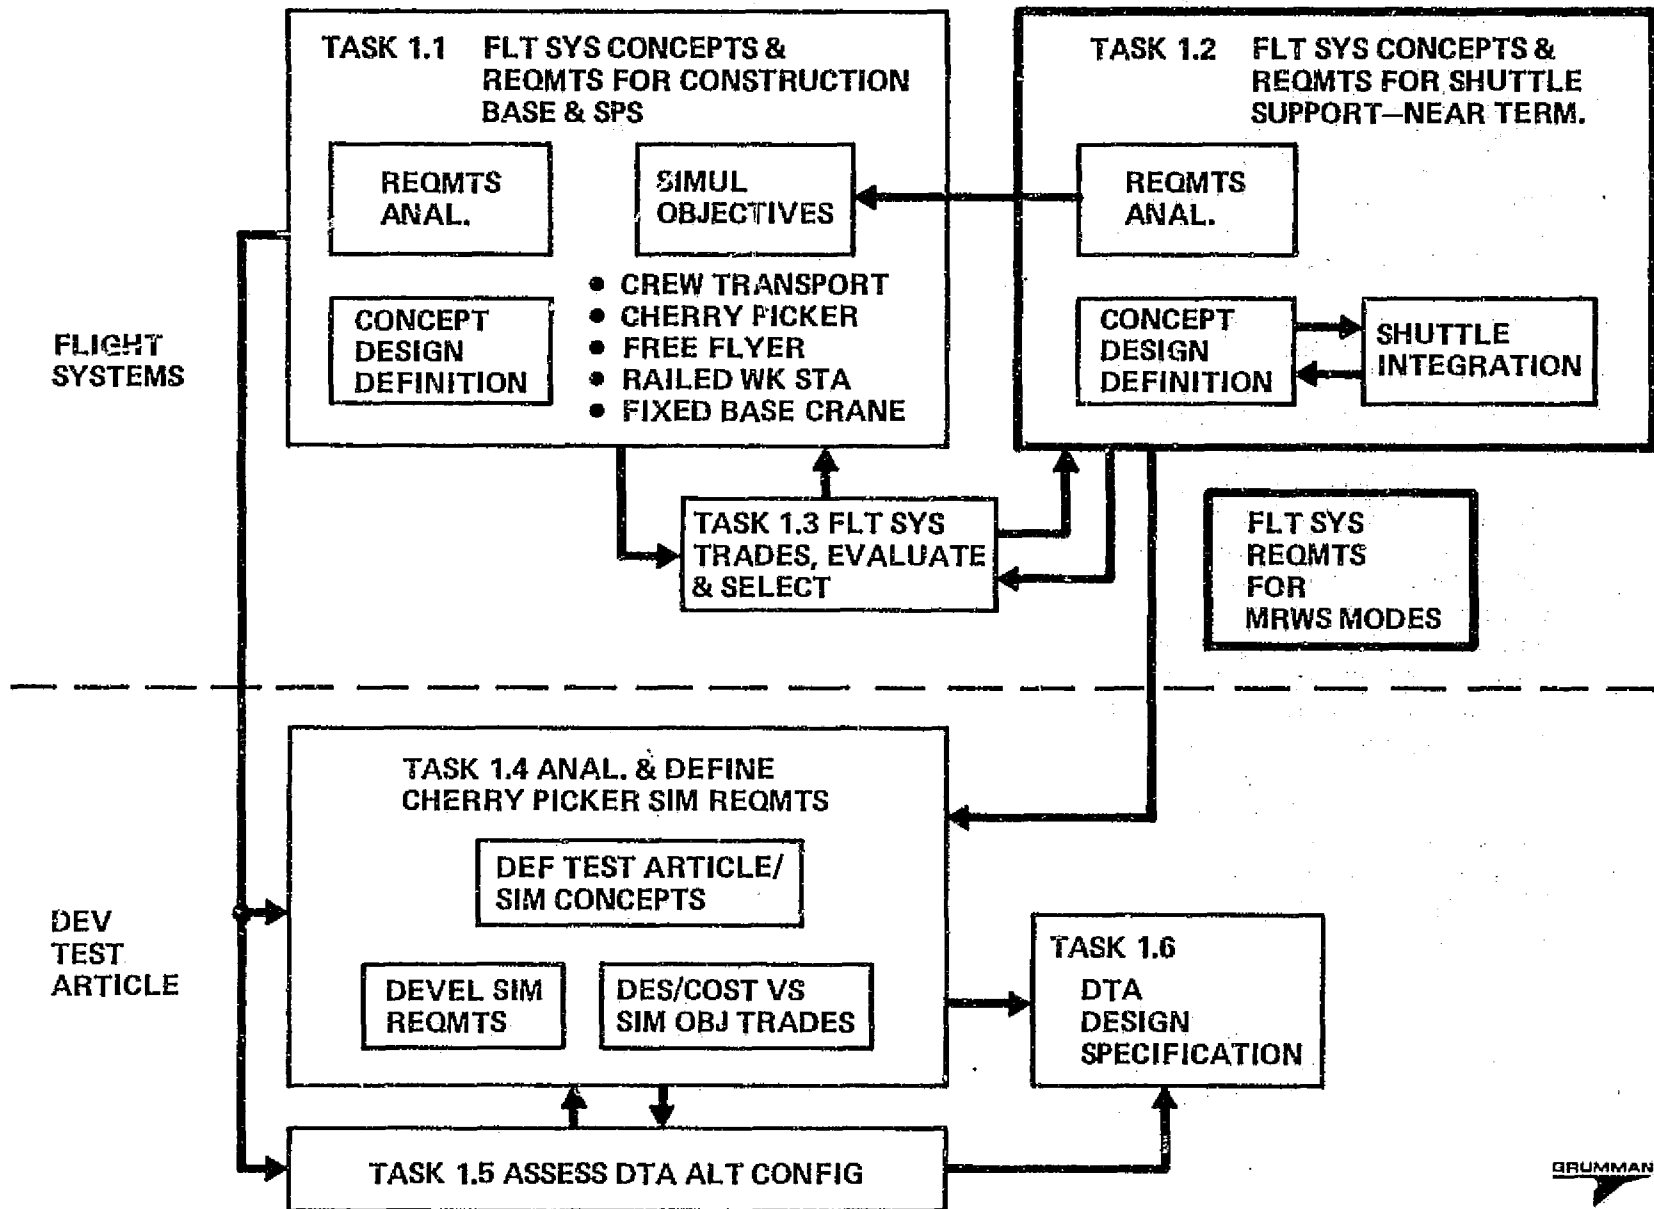 TASK 1.1 FLT SYS CONCEPTS &
REQMTS FOR CONSTRUCTION
BASE & SPS
REQMTS
ANAL.
SIMUL
OBJECTIVES
CONCEPT
DESIGN
DEFINITION
• CREW TRANSPORT
• CHERRY PICKER
• FREE FLYER
• RAILED WK STA
• FIXED BASE CRANE
TASK 1.2 FLT SYS CONCEPTS &
REQMTS FOR SHUTTLE
SUPPORT—NEAR TERM.
REQMTS
ANAL.
CONCEPT
DESIGN
DEFINITION
SHUTTLE
INTEGRATION
FLIGHT
SYSTEMS
TASK 1.3 FLT SYS
TRADES, EVALUATE
& SELECT
FLT SYS
REQMTS
FOR
MRWS MODES
TASK 1.4 ANAL. & DEFINE
CHERRY PICKER SIM REQMTS
DEF TEST ARTICLE/
SIM CONCEPTS
DEVEL SIM
REQMTS
DES/COST VS
SIM OBJ TRADES
DEV
TEST
ARTICLE
TASK 1.6
DTA
DESIGN
SPECIFICATION
TASK 1.5 ASSESS DTA ALT CONFIG
GRUMMAN